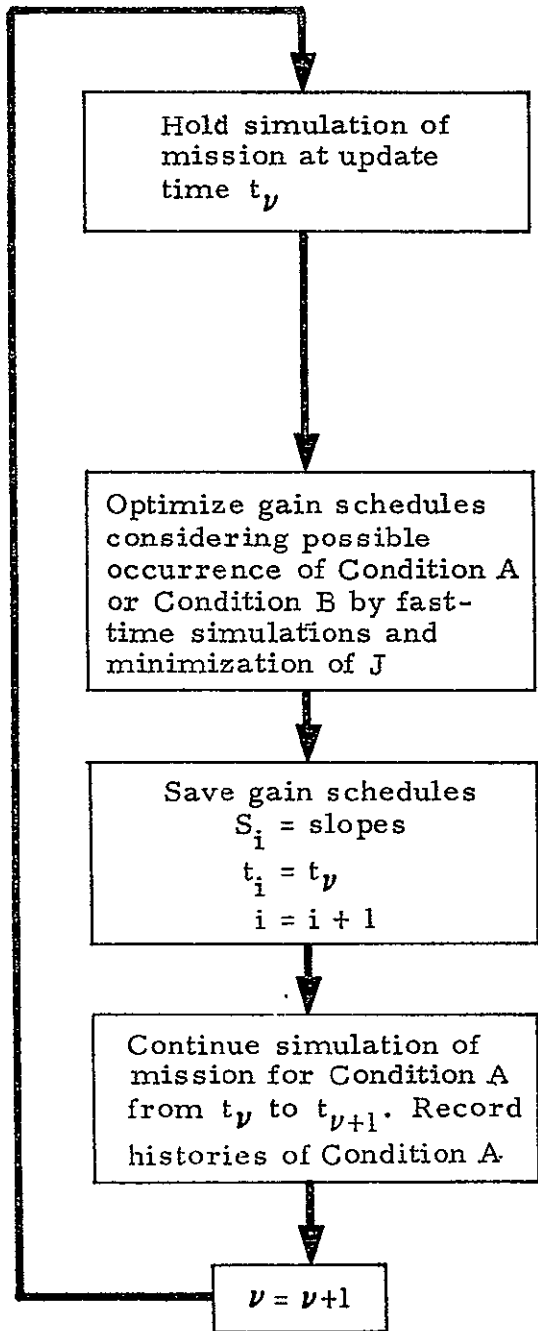 Hold simulation of
mission at update
time t_ν
Optimize gain schedules
considering possible
occurrence of Condition A
or Condition B by fast-
time simulations and
minimization of J
Save gain schedules
S_i = slopes
t_i = t_ν
i = i + 1
Continue simulation of
mission for Condition A
from t_ν to t_ν+1. Record
histories of Condition A.
ν = ν+1